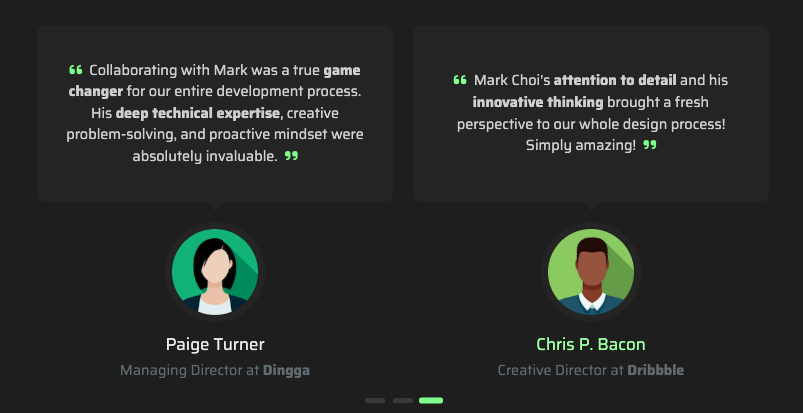 ❝ Collaborating with Mark was a true game
changer for our entire development process.
His deep technical expertise, creative
problem-solving, and proactive mindset were
absolutely invaluable. ❞
Paige Turner
Managing Director at Dingga
❝ Mark Choi's attention to detail and his
innovative thinking brought a fresh
perspective to our whole design process!
Simply amazing! ❞
Chris P. Bacon
Creative Director at Dribbble